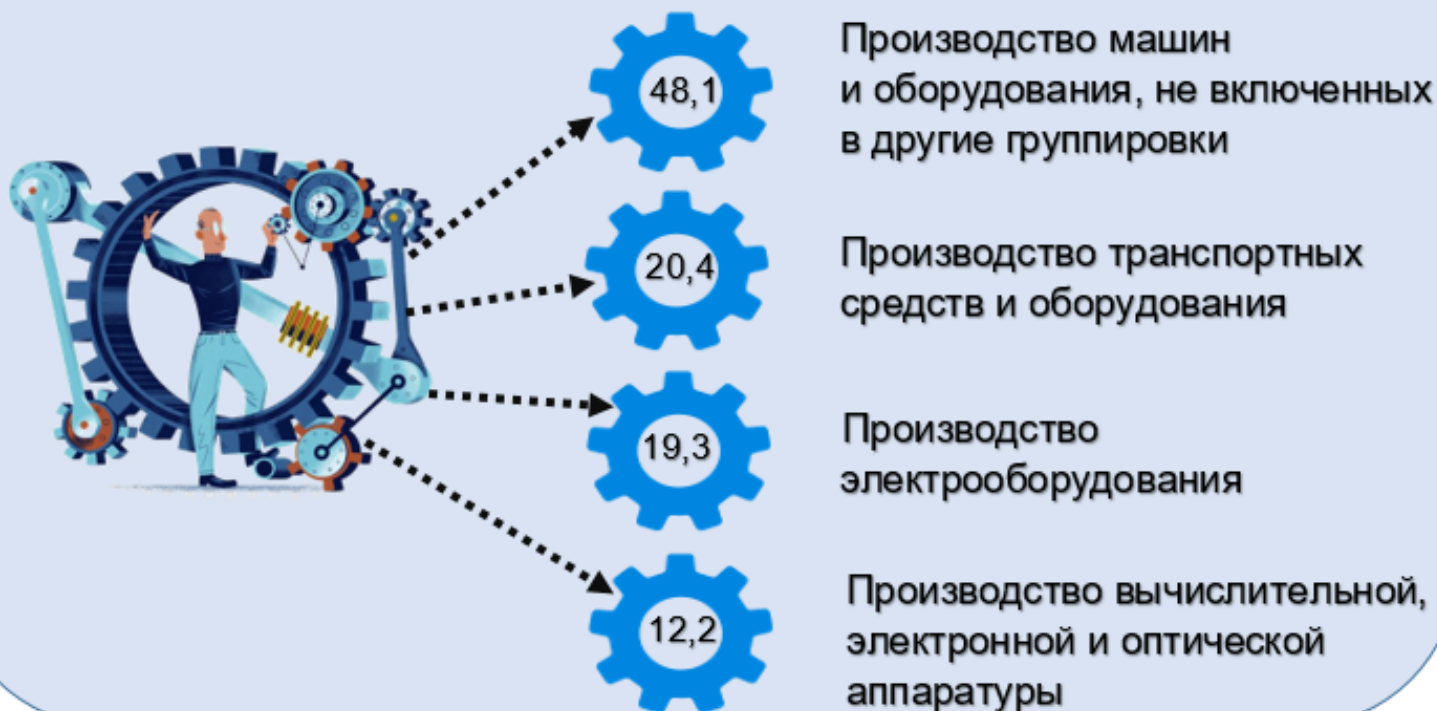 48,1
Производство машин
и оборудования, не включенных
в другие группировки
20,4
Производство транспортных
средств и оборудования
19,3
Производство
электрооборудования
12,2
Производство вычислительной,
электронной и оптической
аппаратуры